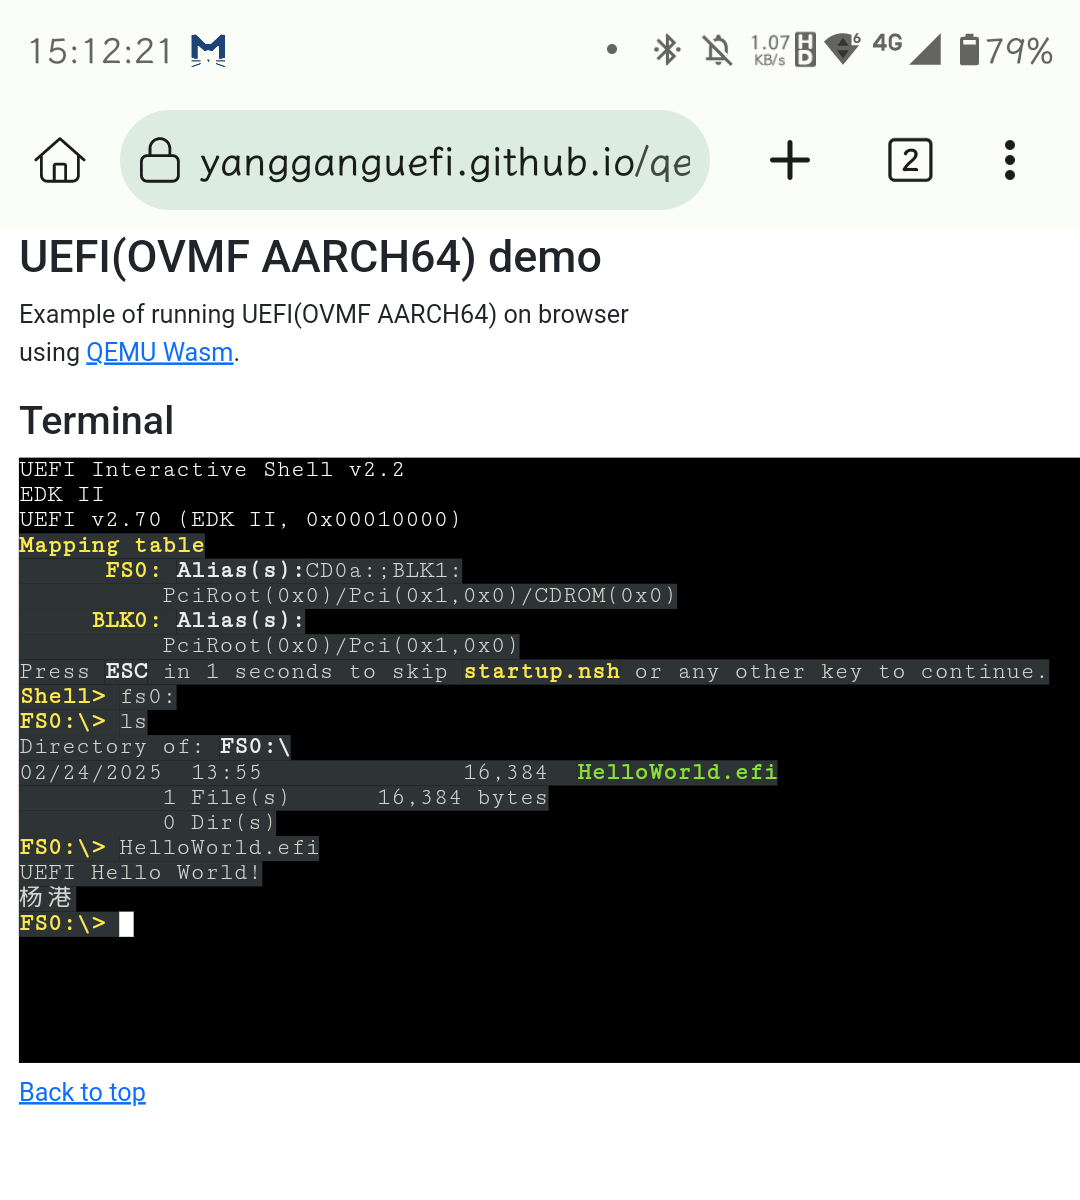 15:12:21 1.07 KB/s HD 6 4G 79%
yangganguefi.github.io/qe 2
UEFI(OVMF AARCH64) demo
Example of running UEFI(OVMF AARCH64) on browser
using QEMU Wasm.
Terminal
UEFI Interactive Shell v2.2
EDK II
UEFI v2.70 (EDK II, 0x00010000)
Mapping table
FS0: Alias(s):CD0a:;BLK1:
PciRoot(0x0)/Pci(0x1,0x0)/CDROM(0x0)
BLK0: Alias(s):
PciRoot(0x0)/Pci(0x1,0x0)
Press ESC in 1 seconds to skip startup.nsh or any other key to continue.
Shell> fs0:
FS0:\> ls
Directory of: FS0:\
02/24/2025 13:55 16,384 HelloWorld.efi
1 File(s) 16,384 bytes
0 Dir(s)
FS0:\> HelloWorld.efi
UEFI Hello World!
杨港
FS0:\>
Back to top